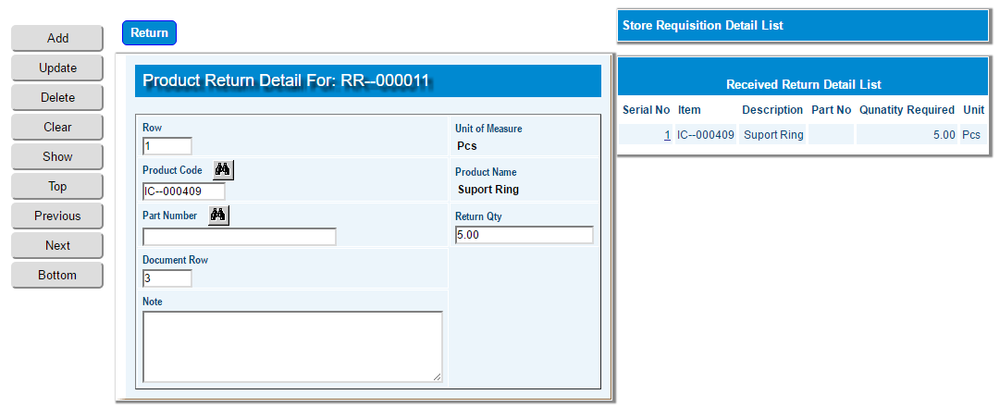 Add
Update
Delete
Clear
Show
Top
Previous
Next
Bottom
Return
Product Return Detail For: RR--000011
Row
1
Unit of Measure
Pcs
Product Code
IC--000409
Product Name
Suport Ring
Part Number
Return Qty
5.00
Document Row
3
Note
Store Requisition Detail List
Received Return Detail List
Serial No Item Description Part No Qunatity Required Unit
1 IC--000409 Suport Ring 5.00 Pcs